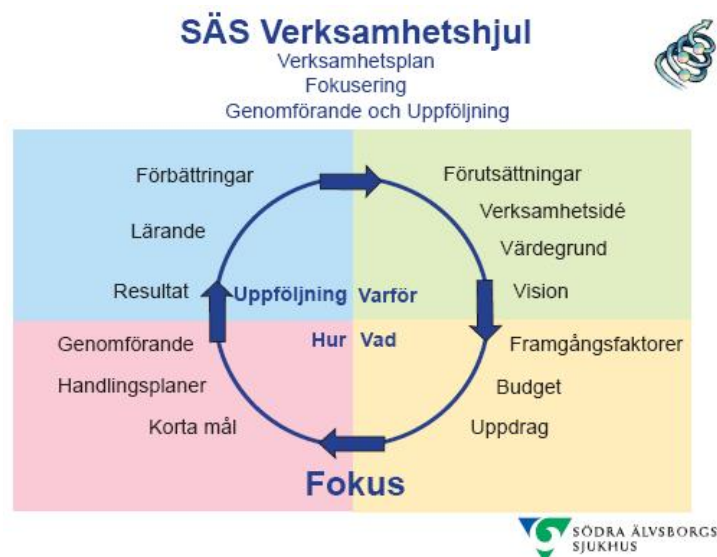 SÄS Verksamhetshjul
Verksamhetsplan
Fokusering
Genomförande och Uppföljning
Förbättringar
Lärande
Resultat
Uppföljning
Förutsättningar
Verksamhetsidé
Värdegrund
Vision
Varför
Genomförande
Handlingsplaner
Korta mål
Hur
Vad
Framgångsfaktorer
Budget
Uppdrag
Fokus
SÖDRA ÄLVSBORGS
SJUKHUS